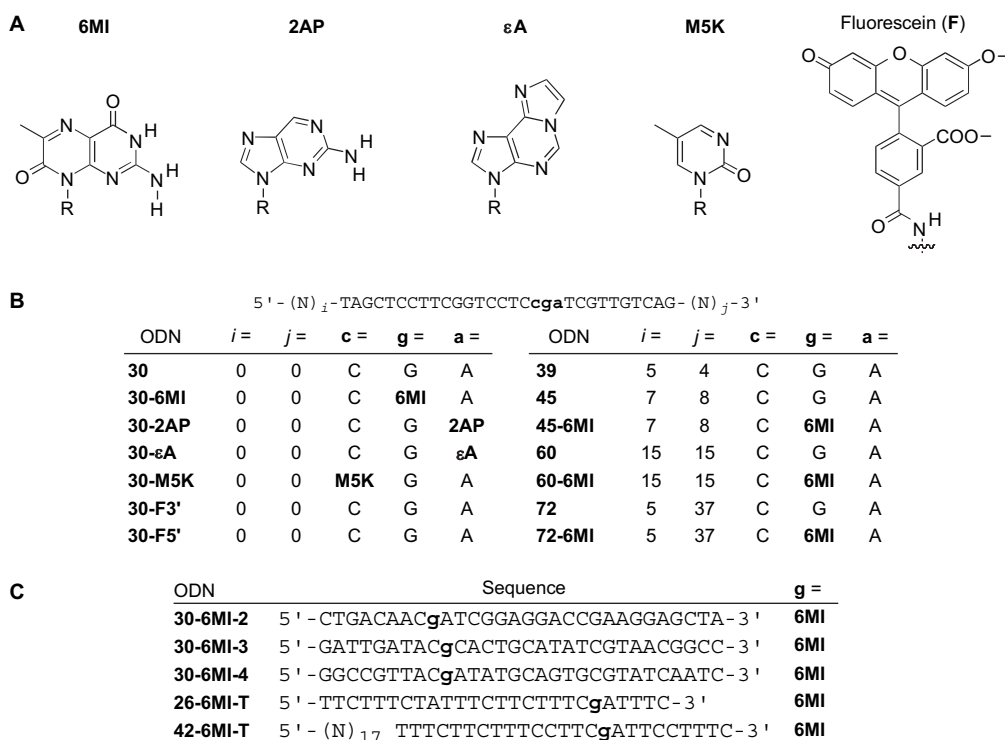 A
6MI 2AP εA M5K Fluorescein (F)
O N N H O N N N H H R
N N N N N H H R
N N N N N R
N N O R
O O O− COO− O N H
B
5'-(N)i-TAGCTCCTTCGGTCCTCcgaTCGTTGTCAG-(N)j-3'
ODN i = j = c = g = a = ODN i = j = c = g = a =
30 0 0 C G A 39 5 4 C G A
30-6MI 0 0 C 6MI A 45 7 8 C G A
30-2AP 0 0 C G 2AP 45-6MI 7 8 C 6MI A
30-εA 0 0 C G εA 60 15 15 C G A
30-M5K 0 0 M5K G A 60-6MI 15 15 C 6MI A
30-F3' 0 0 C G A 72 5 37 C G A
30-F5' 0 0 C G A 72-6MI 5 37 C 6MI A
C
ODN Sequence g =
30-6MI-2 5'-CTGACAACgATCGGAGGACCGAAGGAGCTA-3' 6MI
30-6MI-3 5'-GATTGATACgCACTGCATATCGTAACGGCC-3' 6MI
30-6MI-4 5'-GGCCGTTACgATATGCAGTGCGTATCAATC-3' 6MI
26-6MI-T 5'-TTCTTTCTATTTCTTCTTTCgATTTC-3' 6MI
42-6MI-T 5'-(N)17 TTTCTTCTTTCCTTCgATTCCTTTC-3' 6MI